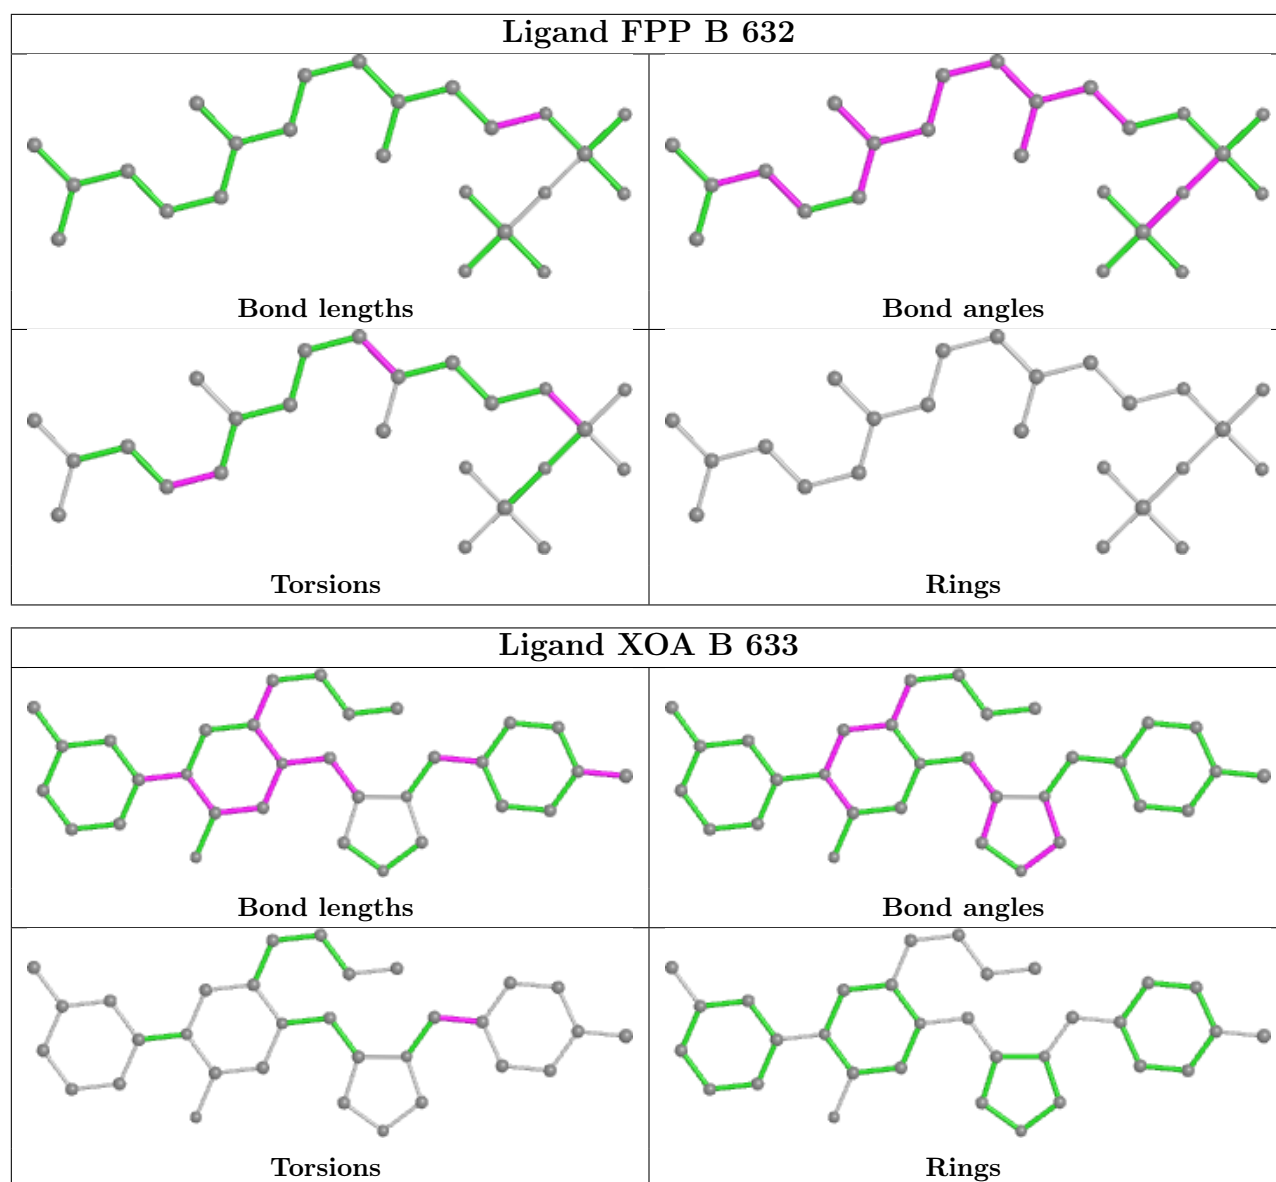 Ligand FPP B 632
Bond lengths
Bond angles
Torsions
Rings
Ligand XOA B 633
Bond lengths
Bond angles
Torsions
Rings